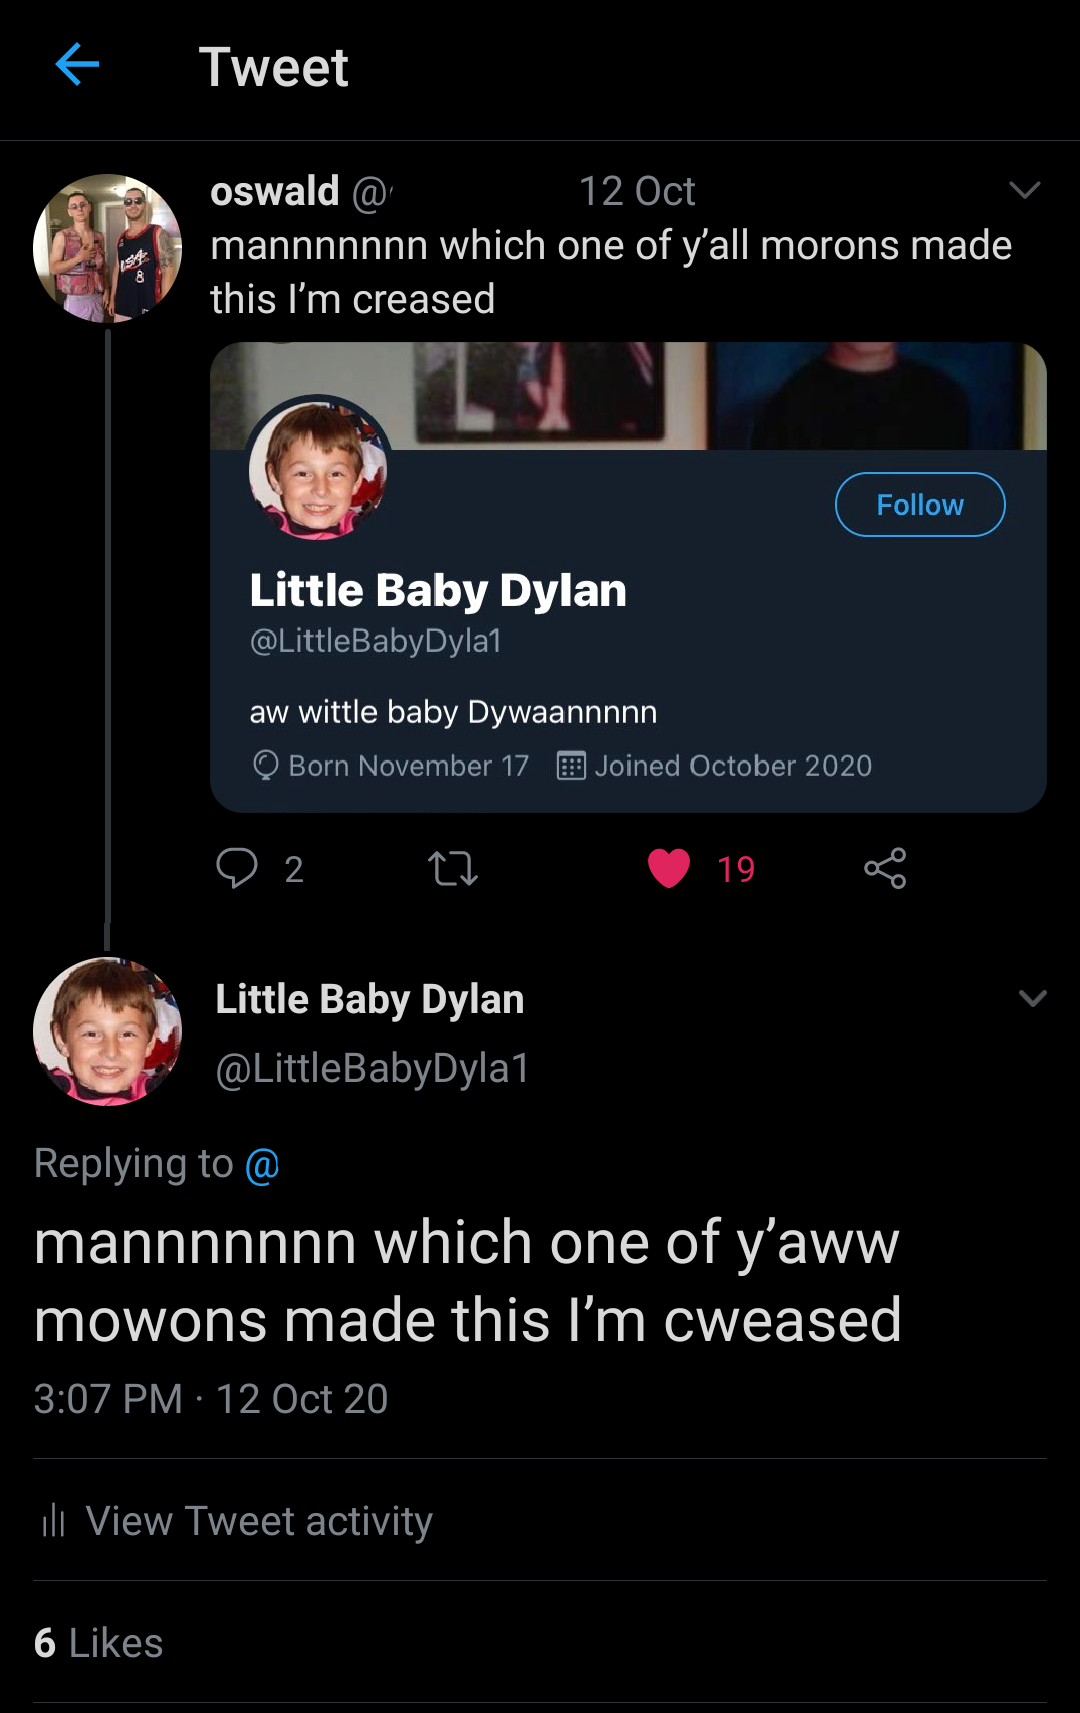 Tweet
oswald @ 12 Oct
mannnnnnn which one of y’all morons made
this I’m creased
Follow
Little Baby Dylan
@LittleBabyDyla1
aw wittle baby Dywaannnnn
Born November 17 Joined October 2020
2 19
Little Baby Dylan
@LittleBabyDyla1
Replying to @
mannnnnnn which one of y’aww
mowons made this I’m cweased
3:07 PM · 12 Oct 20
View Tweet activity
6 Likes